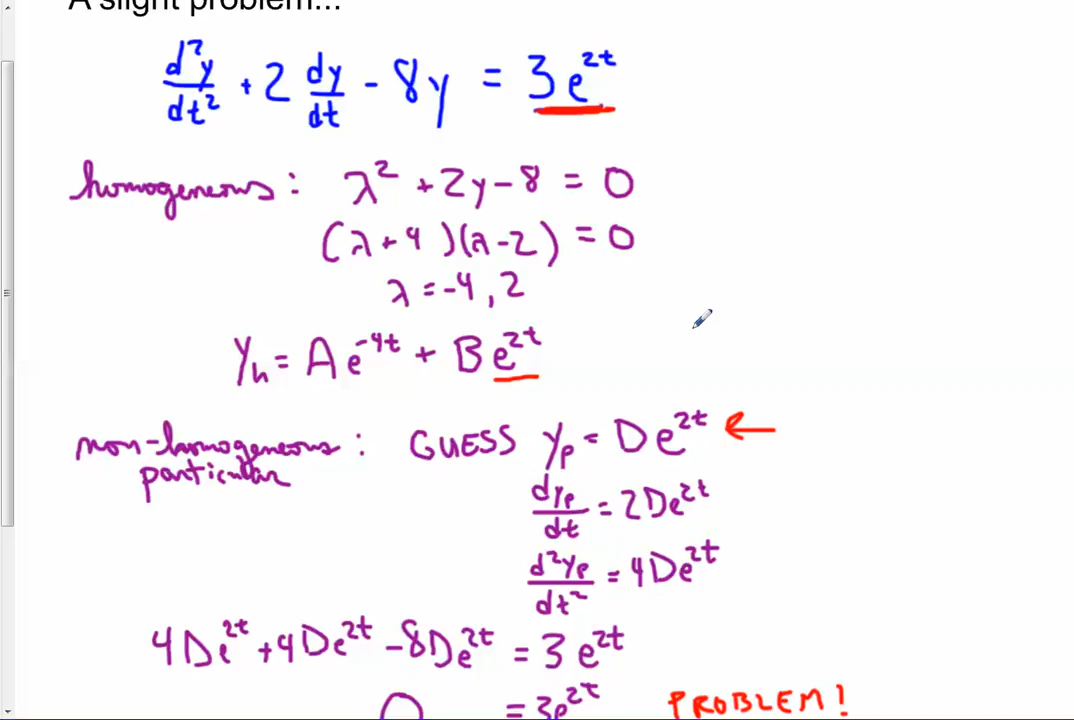 A slight problem...
d²y/dt² + 2 dy/dt - 8y = 3e^{2t}
homogeneous: λ² + 2y - 8 = 0
(λ + 4)(λ - 2) = 0
λ = -4, 2
y_h = Ae^{-4t} + Be^{2t}
non-homogeneous: GUESS y_p = De^{2t} ←
particular
dy_p/dt = 2De^{2t}
d²y_p/dt² = 4De^{2t}
4De^{2t} + 4De^{2t} - 8De^{2t} = 3e^{2t}
0 = 3e^{2t} PROBLEM!